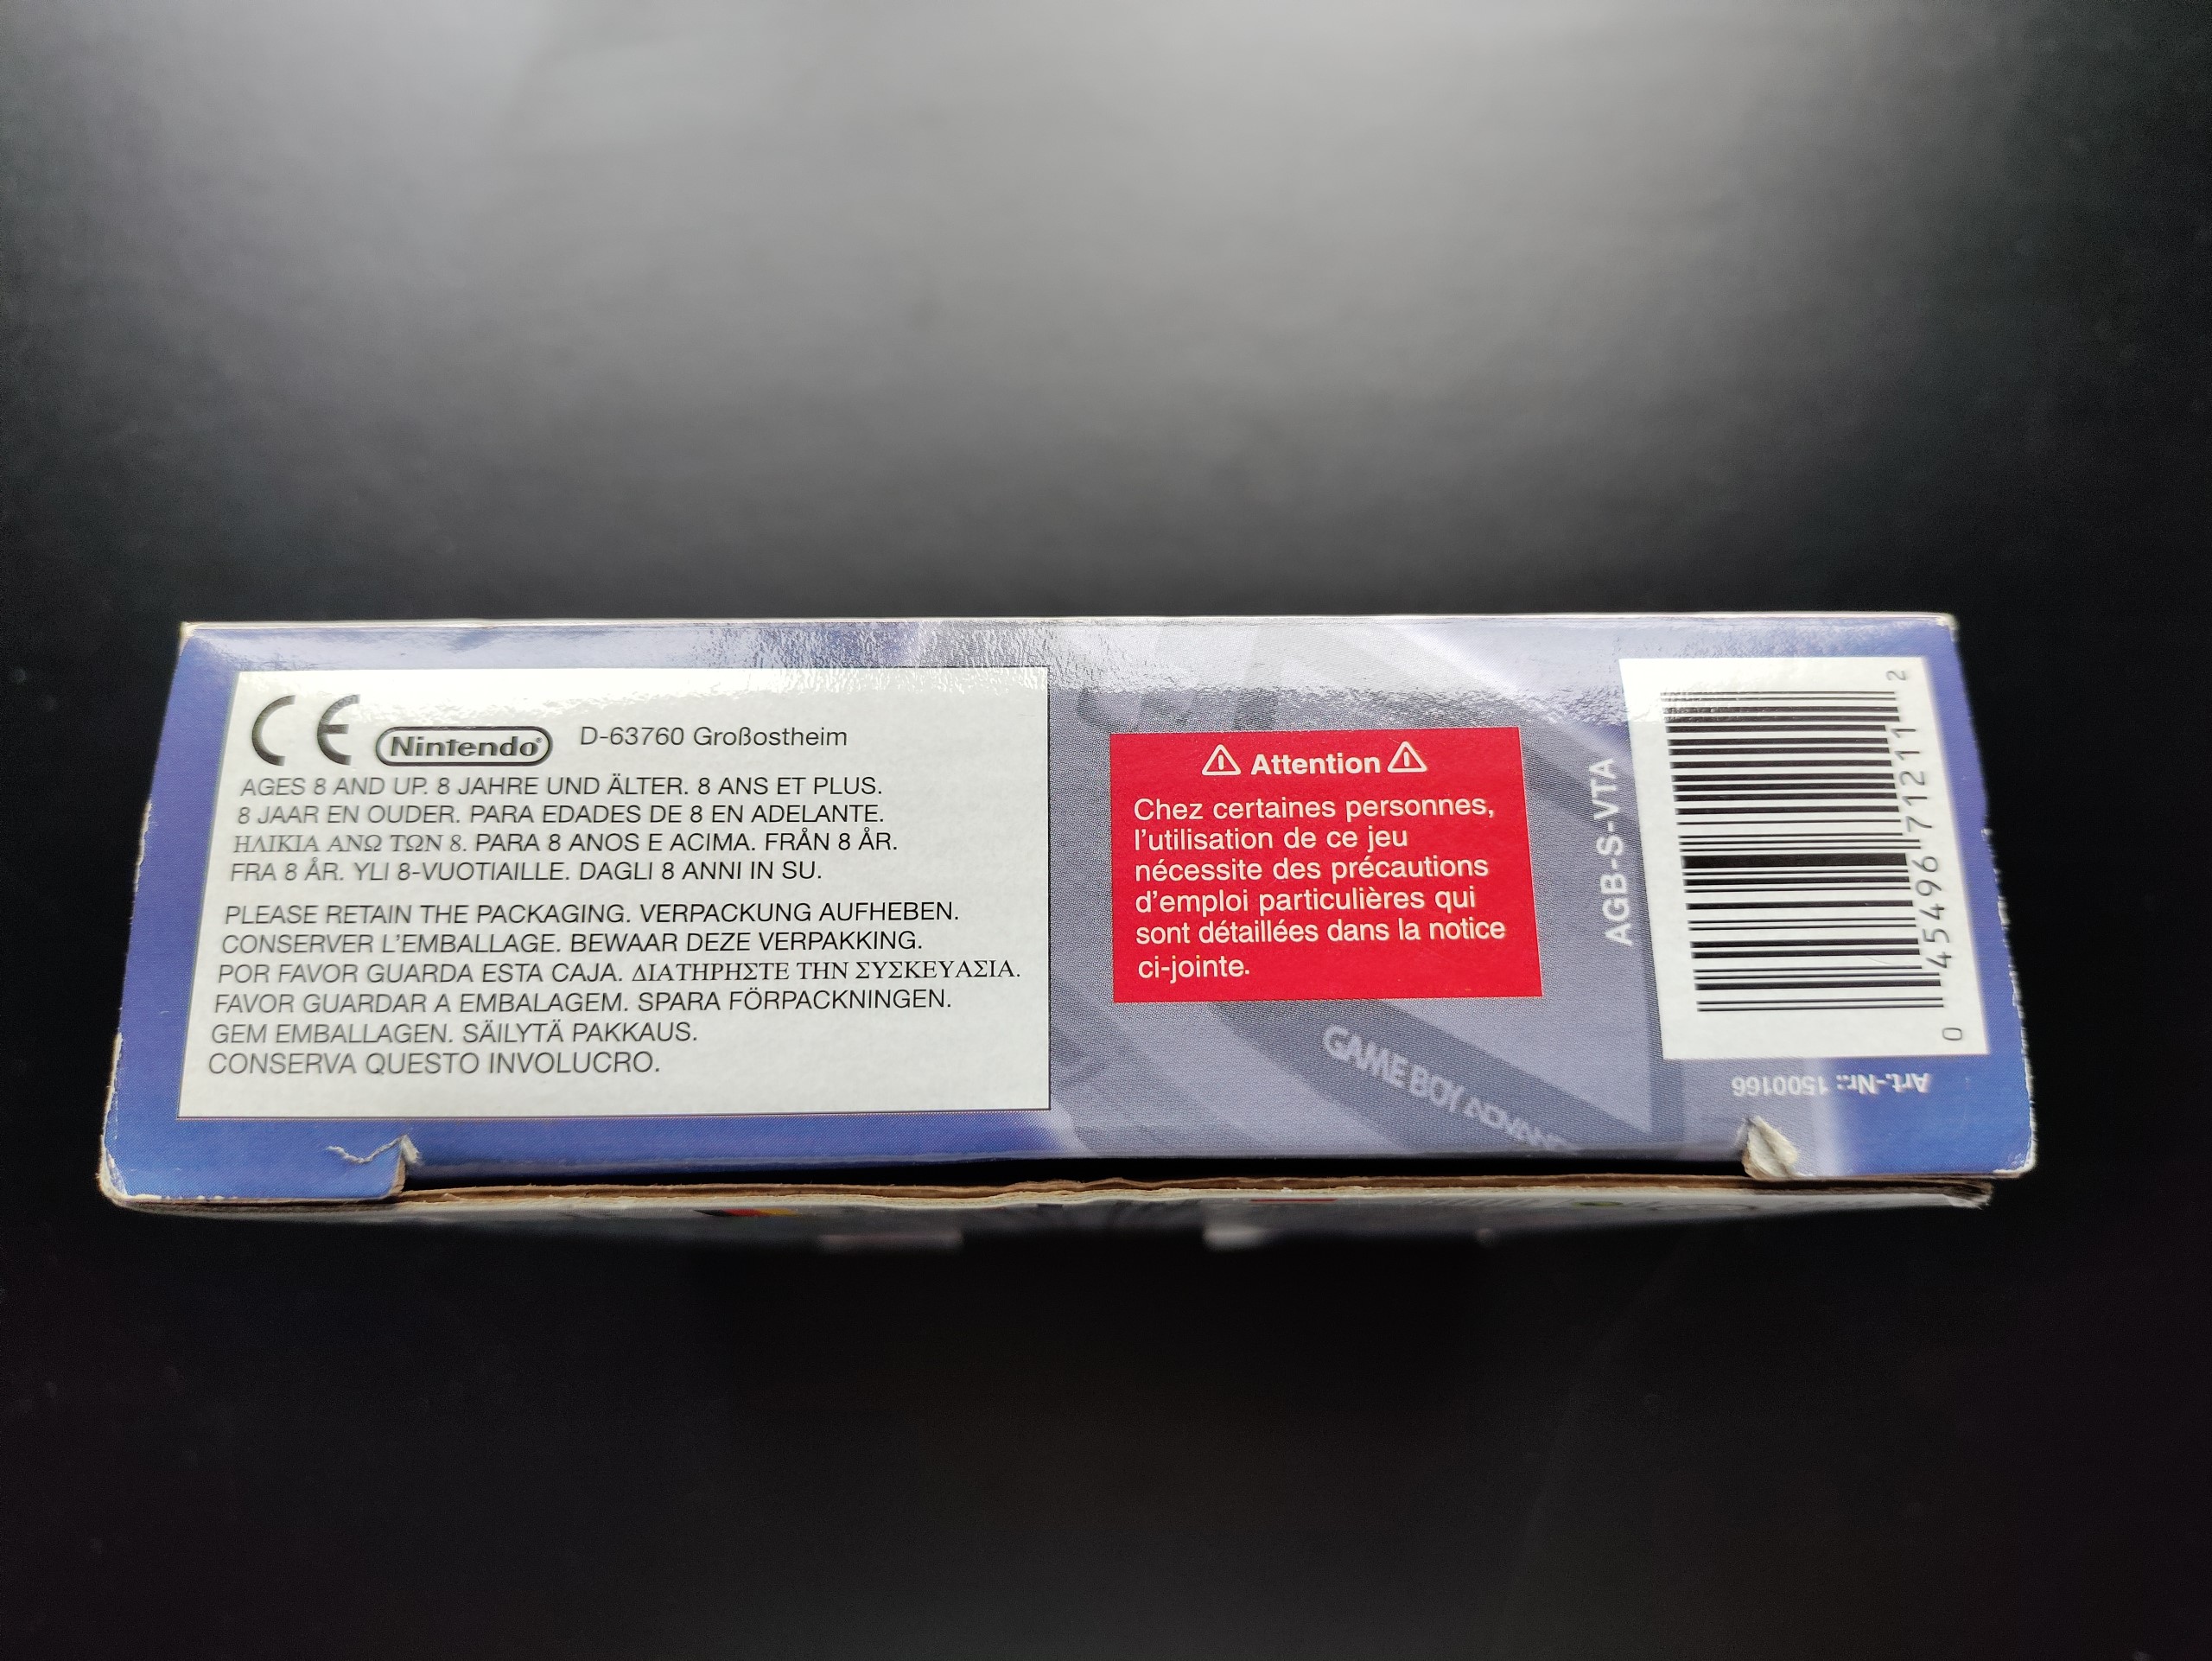 CE Nintendo® D-63760 Großostheim
AGES 8 AND UP. 8 JAHRE UND ÄLTER. 8 ANS ET PLUS.
8 JAAR EN OUDER. PARA EDADES DE 8 EN ADELANTE.
ΗΛΙΚΙΑ ΑΝΩ ΤΩΝ 8. PARA 8 ANOS E ACIMA. FRÅN 8 ÅR.
FRA 8 ÅR. YLI 8-VUOTIAILLE. DAGLI 8 ANNI IN SU.
PLEASE RETAIN THE PACKAGING. VERPACKUNG AUFHEBEN.
CONSERVER L'EMBALLAGE. BEWAAR DEZE VERPAKKING.
POR FAVOR GUARDA ESTA CAJA. ΔΙΑΤΗΡΗΣΤΕ ΤΗΝ ΣΥΣΚΕΥΑΣΙΑ.
FAVOR GUARDAR A EMBALAGEM. SPARA FÖRPACKNINGEN.
GEM EMBALLAGEN. SÄILYTÄ PAKKAUS.
CONSERVA QUESTO INVOLUCRO.
Attention
Chez certaines personnes,
l'utilisation de ce jeu
nécessite des précautions
d'emploi particulières qui
sont détaillées dans la notice
ci-jointe.
GAME BOY ADVANC
AGB-S-VTA
0 45496 71211 2
Art.-Nr.: 1500166